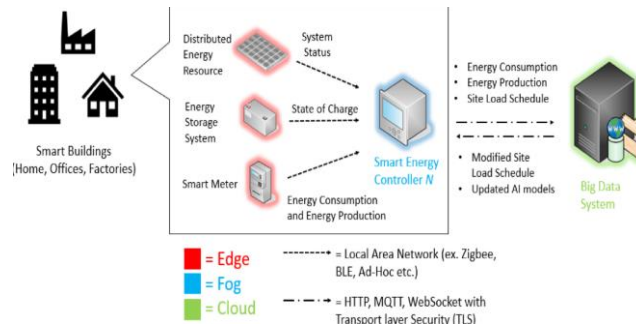 Distributed
Energy
Resource
System
Status
Energy
Storage
System
State of Charge
Smart Meter
Energy Consumption
and Energy Production
Smart Buildings
(Home, Offices, Factories)
Smart Energy
Controller N
• Energy Consumption
• Energy Production
• Site Load Schedule
• Modified Site
Load Schedule
• Updated AI models
Big Data
System
= Edge
= Fog
= Cloud
= Local Area Network (ex. Zigbee,
BLE, Ad-Hoc etc.)
= HTTP, MQTT, WebSocket with
Transport layer Security (TLS)